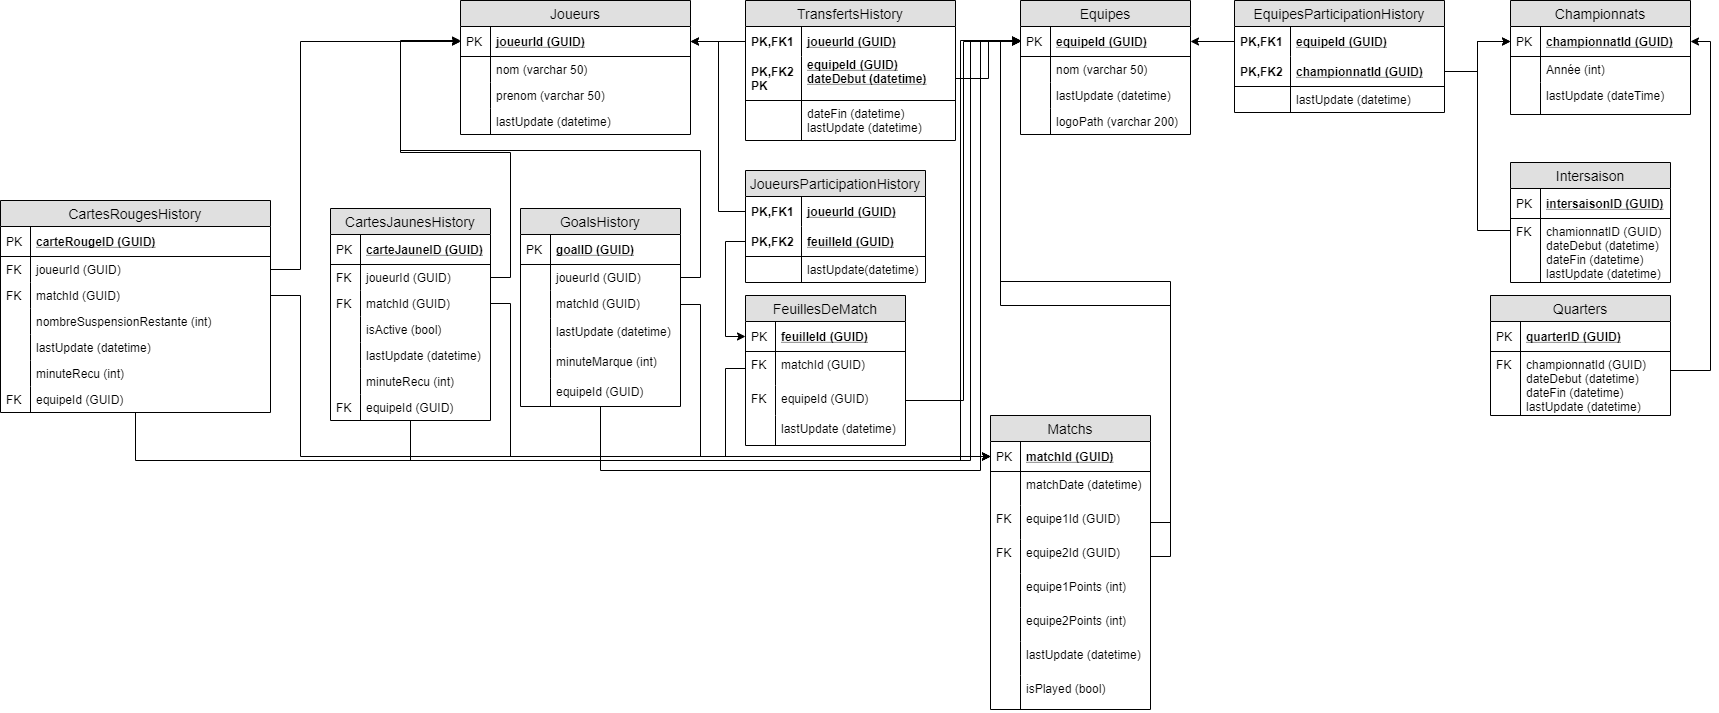 Joueurs
PK joueurId (GUID)
nom (varchar 50)
prenom (varchar 50)
lastUpdate (datetime)
TransfertsHistory
PK,FK1 joueurId (GUID)
PK,FK2 equipeId (GUID)
PK dateDebut (datetime)
dateFin (datetime)
lastUpdate (datetime)
Equipes
PK equipeId (GUID)
nom (varchar 50)
lastUpdate (datetime)
logoPath (varchar 200)
EquipesParticipationHistory
PK,FK1 equipeId (GUID)
PK,FK2 championnatId (GUID)
lastUpdate (datetime)
Championnats
PK championnatId (GUID)
Année (int)
lastUpdate (dateTime)
CartesRougesHistory
PK carteRougeID (GUID)
FK joueurId (GUID)
FK matchId (GUID)
nombreSuspensionRestante (int)
lastUpdate (datetime)
minuteRecu (int)
FK equipeId (GUID)
CartesJaunesHistory
PK carteJauneID (GUID)
FK joueurId (GUID)
FK matchId (GUID)
isActive (bool)
lastUpdate (datetime)
minuteRecu (int)
FK equipeId (GUID)
GoalsHistory
PK goalID (GUID)
joueurId (GUID)
matchId (GUID)
lastUpdate (datetime)
minuteMarque (int)
equipeId (GUID)
JoueursParticipationHistory
PK,FK1 joueurId (GUID)
PK,FK2 feuilleId (GUID)
lastUpdate(datetime)
FeuillesDeMatch
PK feuilleId (GUID)
FK matchId (GUID)
FK equipeId (GUID)
lastUpdate (datetime)
Intersaison
PK intersaisonID (GUID)
FK chamionnatID (GUID)
dateDebut (datetime)
dateFin (datetime)
lastUpdate (datetime)
Quarters
PK quarterID (GUID)
FK championnatId (GUID)
dateDebut (datetime)
dateFin (datetime)
lastUpdate (datetime)
Matchs
PK matchId (GUID)
matchDate (datetime)
FK equipe1Id (GUID)
FK equipe2Id (GUID)
equipe1Points (int)
equipe2Points (int)
lastUpdate (datetime)
isPlayed (bool)